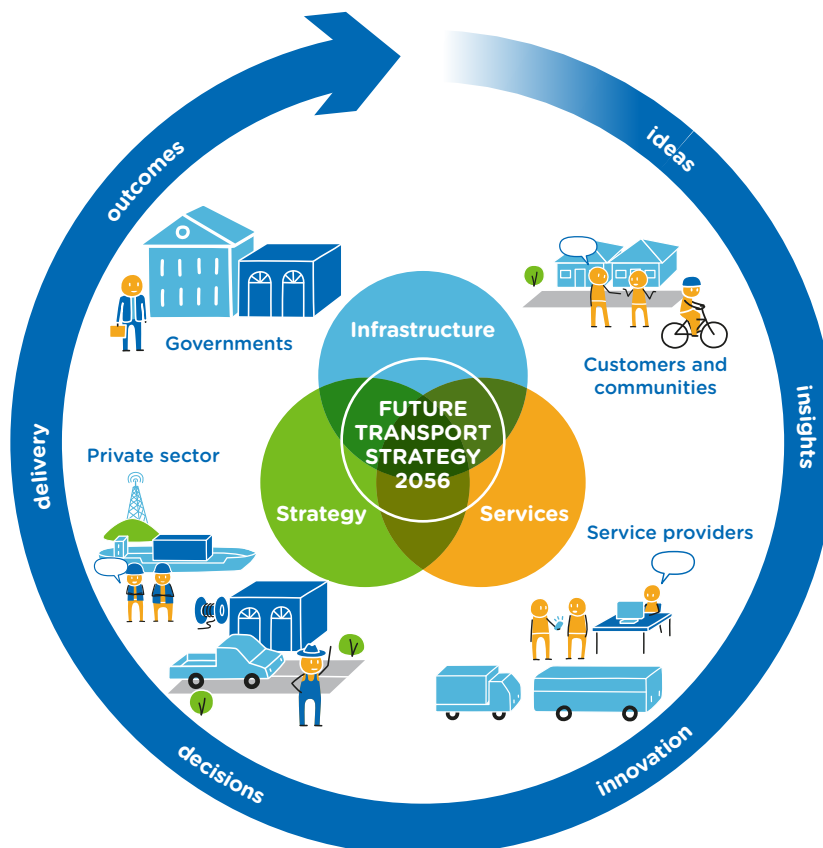 ideas
outcomes
Governments
Infrastructure
Customers and
communities
insights
FUTURE
TRANSPORT
STRATEGY
2056
delivery
Private sector
Strategy
Services
Service providers
innovation
decisions